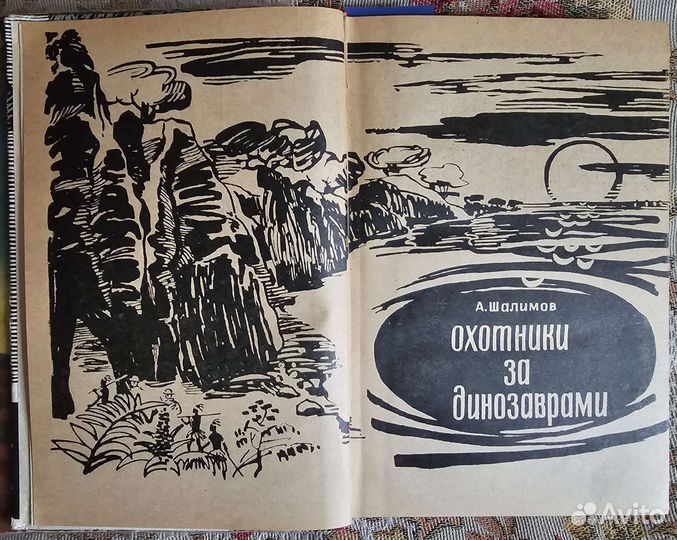 А. Шалимов
охотники
за
динозаврами
Avito